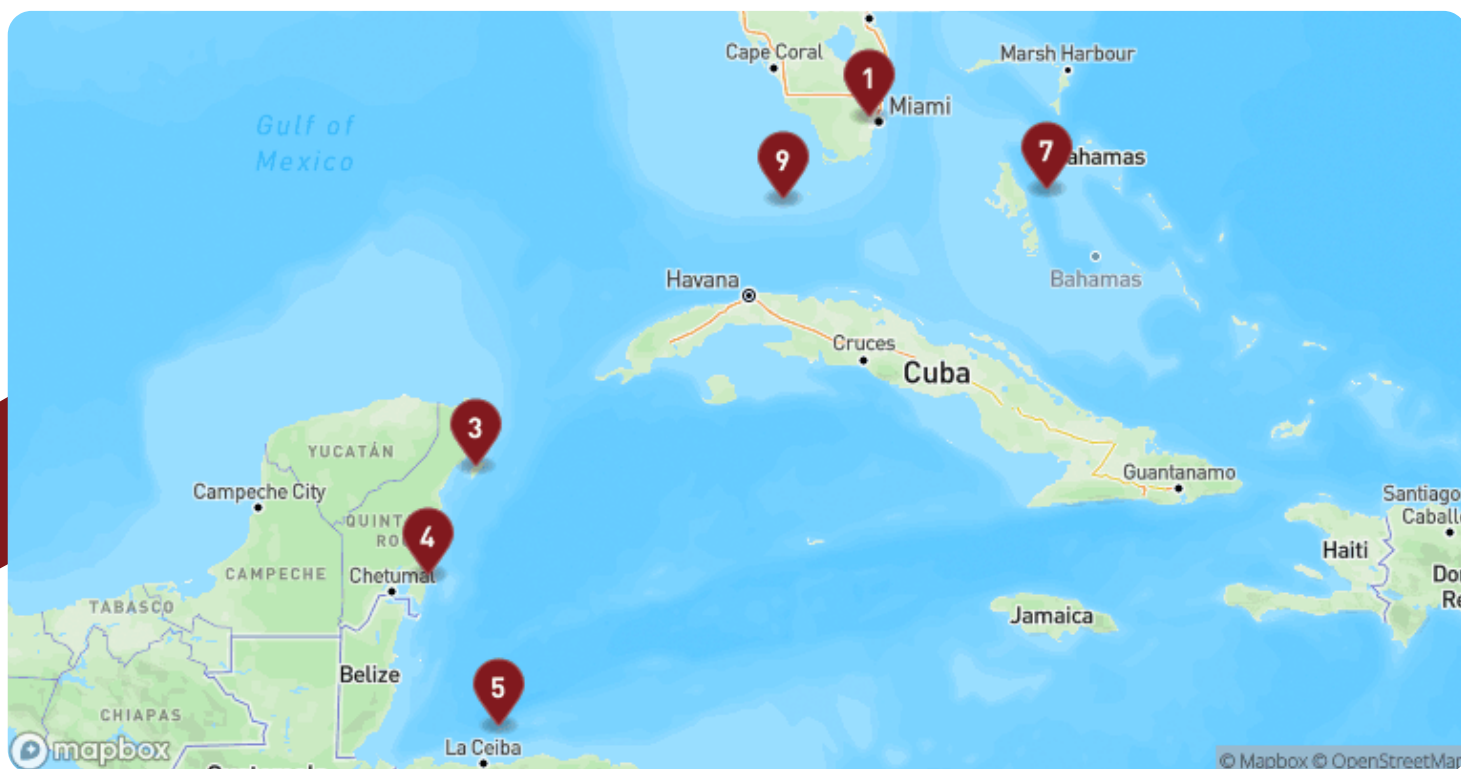 Cape Coral
Marsh Harbour
1
Miami
Gulf of
Mexico
9
7
ahamas
Havana
Bahamas
Cruces
Cuba
3
YUCATÁN
Guantanamo
Campeche City
Santiago
Caball
QUINT
RO
4
Haiti
CAMPECHE
Chetumal
Do
Re
TABASCO
Jamaica
Belize
5
CHIAPAS
La Ceiba
mapbox
© Mapbox © OpenStreetMap